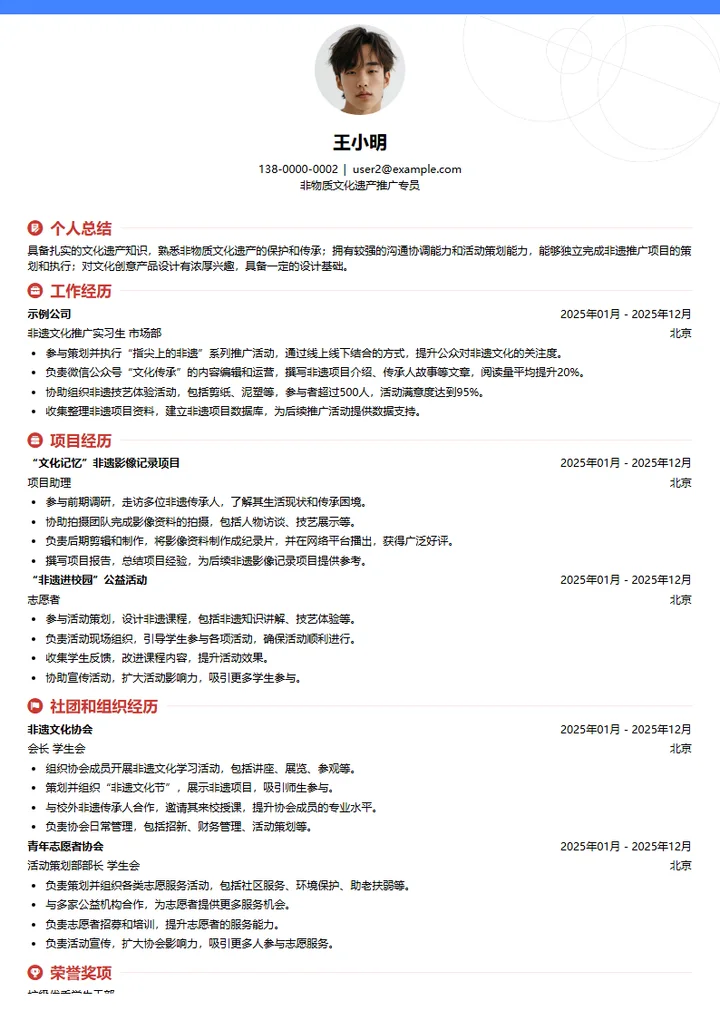 王小明
138-0000-0002 | user2@example.com
非物质文化遗产推广专员
个人总结
具备扎实的文化遗产知识，熟悉非物质文化遗产的保护和传承；拥有较强的沟通协调能力和活动策划能力，能够独立完成非遗推广项目的策
划和执行；对文化创意产品设计有浓厚兴趣，具备一定的设计基础。
工作经历
示例公司 2025年01月 - 2025年12月
非遗文化推广实习生 市场部 北京
• 参与策划并执行“指尖上的非遗”系列推广活动，通过线上线下结合的方式，提升公众对非遗文化的关注度。
• 负责微信公众号“文化传承”的内容编辑和运营，撰写非遗项目介绍、传承人故事等文章，阅读量平均提升20%。
• 协助组织非遗技艺体验活动，包括剪纸、泥塑等，参与者超过500人，活动满意度达到95%。
• 收集整理非遗项目资料，建立非遗项目数据库，为后续推广活动提供数据支持。
项目经历
“文化记忆”非遗影像记录项目 2025年01月 - 2025年12月
项目助理 北京
• 参与前期调研，走访多位非遗传承人，了解其生活现状和传承困境。
• 协助拍摄团队完成影像资料的拍摄，包括人物访谈、技艺展示等。
• 负责后期剪辑和制作，将影像资料制作成纪录片，并在网络平台播出，获得广泛好评。
• 撰写项目报告，总结项目经验，为后续非遗影像记录项目提供参考。
“非遗进校园”公益活动 2025年01月 - 2025年12月
志愿者 北京
• 参与活动策划，设计非遗课程，包括非遗知识讲解、技艺体验等。
• 负责活动现场组织，引导学生参与各项活动，确保活动顺利进行。
• 收集学生反馈，改进课程内容，提升活动效果。
• 协助宣传活动，扩大活动影响力，吸引更多学生参与。
社团和组织经历
非遗文化协会 2025年01月 - 2025年12月
会长 学生会 北京
• 组织协会成员开展非遗文化学习活动，包括讲座、展览、参观等。
• 策划并组织“非遗文化节”，展示非遗项目，吸引师生参与。
• 与校外非遗传承人合作，邀请其来校授课，提升协会成员的专业水平。
• 负责协会日常管理，包括招新、财务管理、活动策划等。
青年志愿者协会 2025年01月 - 2025年12月
活动策划部部长 学生会 北京
• 负责策划并组织各类志愿服务活动，包括社区服务、环境保护、助老扶弱等。
• 与多家公益机构合作，为志愿者提供更多服务机会。
• 负责志愿者招募和培训，提升志愿者的服务能力。
• 负责活动宣传，扩大协会影响力，吸引更多人参与志愿服务。
荣誉奖项